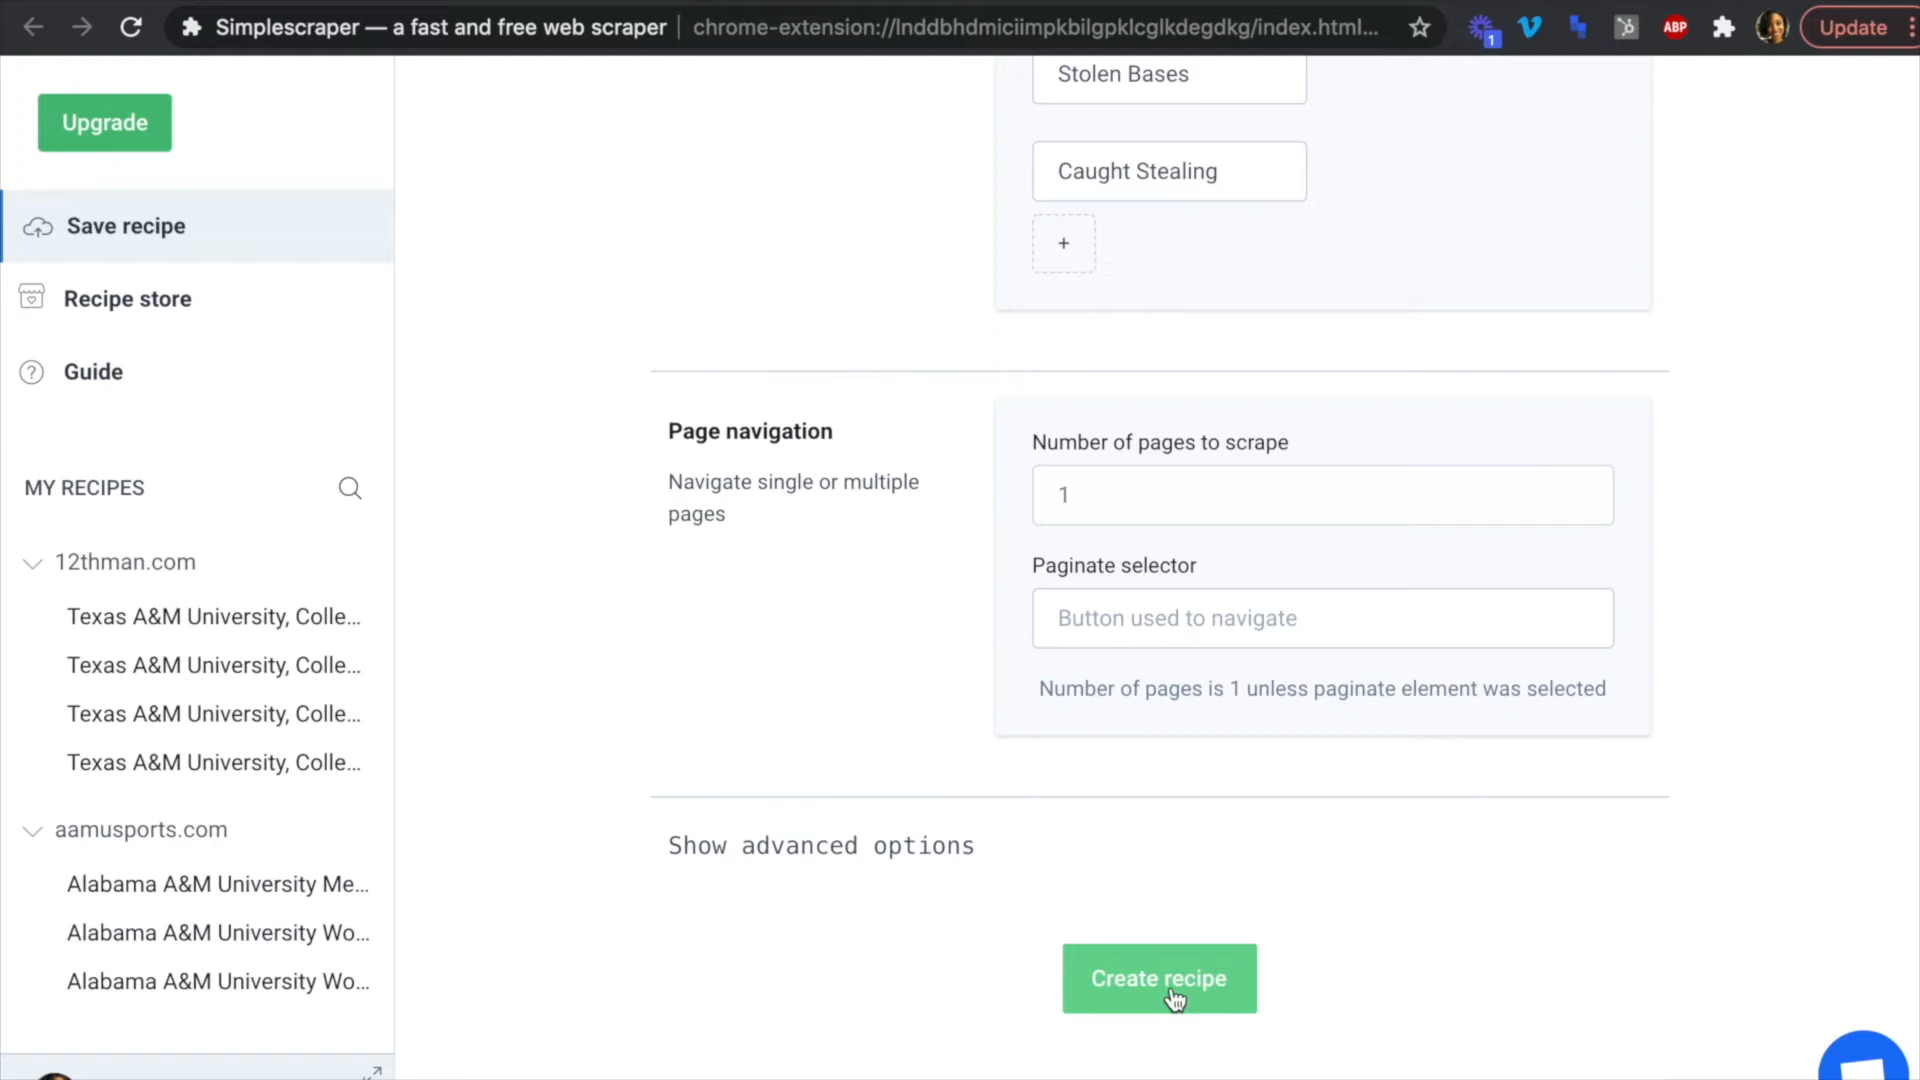 Simplescraper — a fast and free web scraper | chrome-extension://lnddbhdmiciimpkbilgpklcglkdegdkg/index.html...
1
ABP
Update
Upgrade
Save recipe
Recipe store
Guide
MY RECIPES
12thman.com
Texas A&M University, Colle...
Texas A&M University, Colle...
Texas A&M University, Colle...
Texas A&M University, Colle...
aamusports.com
Alabama A&M University Me...
Alabama A&M University Wo...
Alabama A&M University Wo...
Stolen Bases
Caught Stealing
+
Page navigation
Navigate single or multiple
pages
Number of pages to scrape
1
Paginate selector
Button used to navigate
Number of pages is 1 unless paginate element was selected
Show advanced options
Create recipe